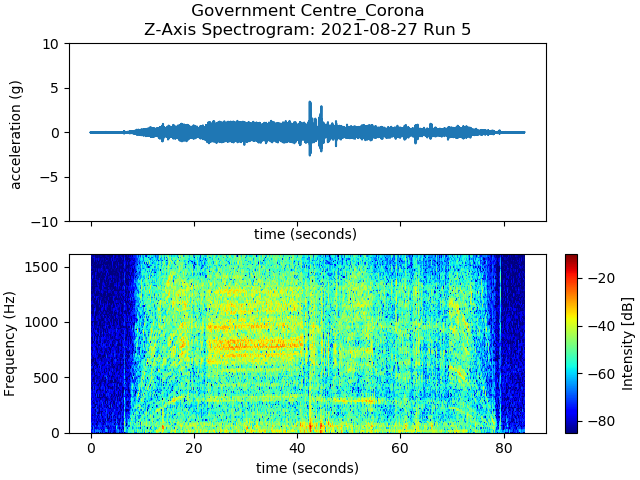 Government Centre_Corona
Z-Axis Spectrogram: 2021-08-27 Run 5
10
5
0
−5
−10
acceleration (g)
time (seconds)
1500
1000
500
0
Frequency (Hz)
0 20 40 60 80
time (seconds)
−20
−40
−60
−80
Intensity [dB]